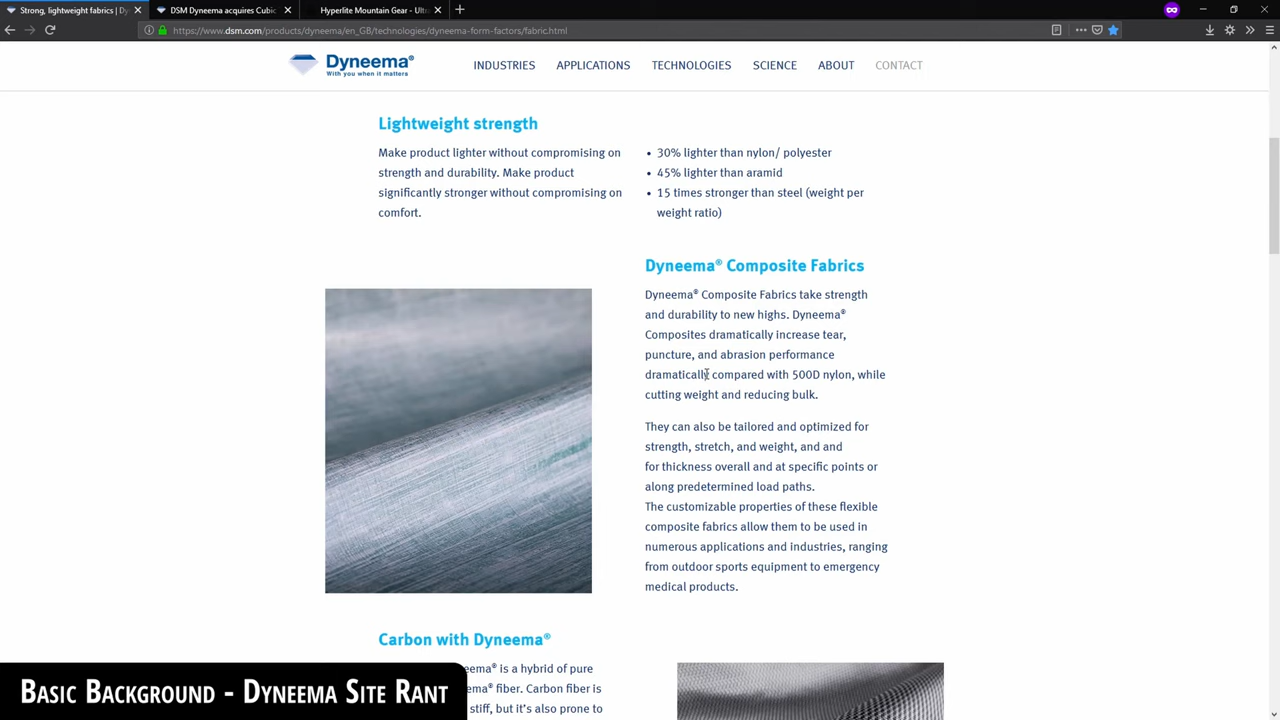 Strong, lightweight fabrics | Dy
DSM Dyneema acquires Cubic
Hyperlite Mountain Gear - Ultra
https://www.dsm.com/products/dyneema/en_GB/technologies/dyneema-form-factors/fabric.html
Dyneema®
With you when it matters
INDUSTRIES APPLICATIONS TECHNOLOGIES SCIENCE ABOUT CONTACT
Lightweight strength
Make product lighter without compromising on
strength and durability. Make product
significantly stronger without compromising on
comfort.
• 30% lighter than nylon/ polyester
• 45% lighter than aramid
• 15 times stronger than steel (weight per
weight ratio)
Dyneema® Composite Fabrics
Dyneema® Composite Fabrics take strength
and durability to new highs. Dyneema®
Composites dramatically increase tear,
puncture, and abrasion performance
dramatically compared with 500D nylon, while
cutting weight and reducing bulk.
They can also be tailored and optimized for
strength, stretch, and weight, and and
for thickness overall and at specific points or
along predetermined load paths.
The customizable properties of these flexible
composite fabrics allow them to be used in
numerous applications and industries, ranging
from outdoor sports equipment to emergency
medical products.
Carbon with Dyneema®
eema® is a hybrid of pure
ema® fiber. Carbon fiber is
stiff, but it's also prone to
Basic Background - Dyneema Site Rant